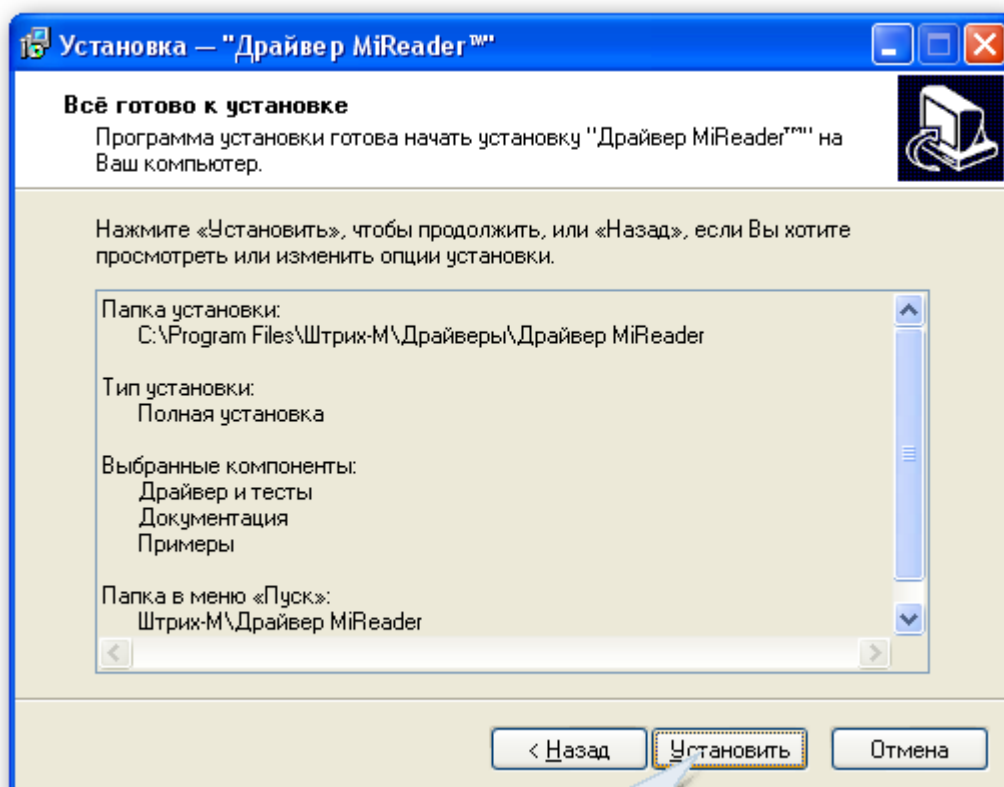 Установка — "Драйвер MiReader™"
Всё готово к установке
Программа установки готова начать установку "Драйвер MiReader™" на
Ваш компьютер.
Нажмите «Установить», чтобы продолжить, или «Назад», если Вы хотите
просмотреть или изменить опции установки.
Папка установки:
C:\Program Files\Штрих-М\Драйверы\Драйвер MiReader
Тип установки:
Полная установка
Выбранные компоненты:
Драйвер и тесты
Документация
Примеры
Папка в меню «Пуск»:
Штрих-М\Драйвер MiReader
< Назад
Установить
Отмена